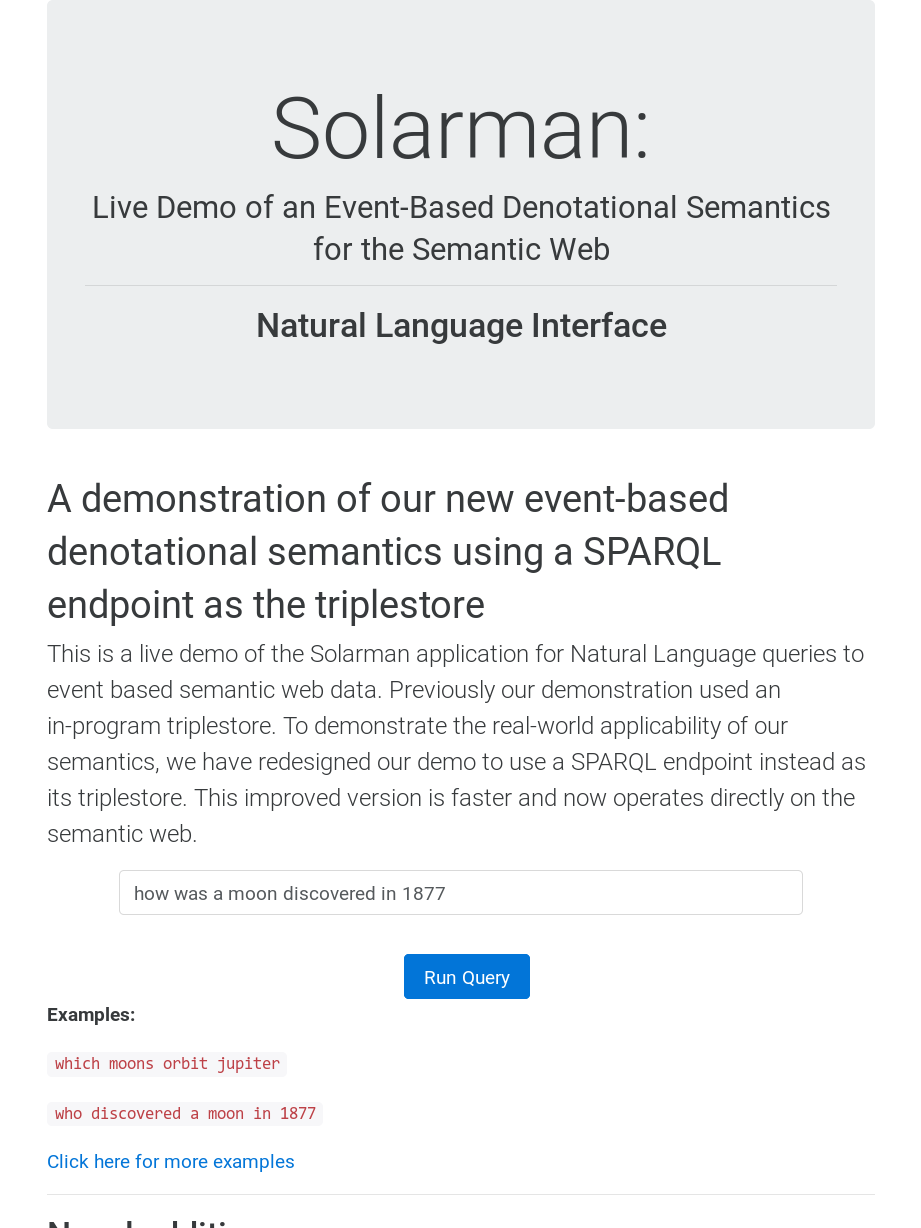 Solarman:
Live Demo of an Event-Based Denotational Semantics
for the Semantic Web
Natural Language Interface
A demonstration of our new event-based
denotational semantics using a SPARQL
endpoint as the triplestore
This is a live demo of the Solarman application for Natural Language queries to
event based semantic web data. Previously our demonstration used an
in-program triplestore. To demonstrate the real-world applicability of our
semantics, we have redesigned our demo to use a SPARQL endpoint instead as
its triplestore. This improved version is faster and now operates directly on the
semantic web.
how was a moon discovered in 1877
Run Query
Examples:
which moons orbit jupiter
who discovered a moon in 1877
Click here for more examples